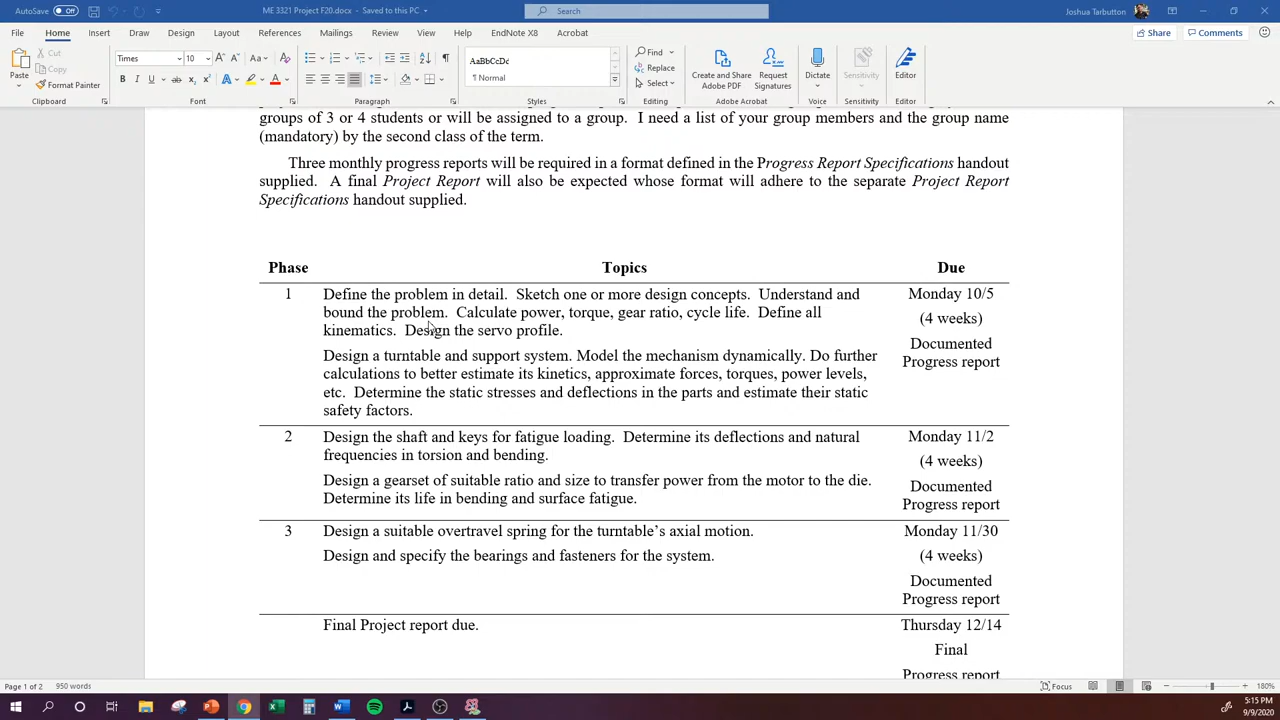 AutoSave Off
ME 3321 Project F20.docx - Saved to this PC
Search
Joshua Tarbutton
File Home Insert Draw Design Layout References Mailings Review View Help EndNote X8 Acrobat
Share Comments
Paste
Cut
Copy
Format Painter
Clipboard
Times 10
Font
Paragraph
AaBbCcDd
¶ Normal
Styles
Find
Replace
Select
Editing
Create and Share
Adobe PDF
Request
Signatures
Adobe Acrobat
Dictate
Voice
Sensitivity
Sensitivity
Editor
Editor
groups of 3 or 4 students or will be assigned to a group. I need a list of your group members and the group name
(mandatory) by the second class of the term.
Three monthly progress reports will be required in a format defined in the Progress Report Specifications handout
supplied. A final Project Report will also be expected whose format will adhere to the separate Project Report
Specifications handout supplied.
Phase Topics Due
1 Define the problem in detail. Sketch one or more design concepts. Understand and
bound the problem. Calculate power, torque, gear ratio, cycle life. Define all
kinematics. Design the servo profile.
Design a turntable and support system. Model the mechanism dynamically. Do further
calculations to better estimate its kinetics, approximate forces, torques, power levels,
etc. Determine the static stresses and deflections in the parts and estimate their static
safety factors.
Monday 10/5
(4 weeks)
Documented
Progress report
2 Design the shaft and keys for fatigue loading. Determine its deflections and natural
frequencies in torsion and bending.
Design a gearset of suitable ratio and size to transfer power from the motor to the die.
Determine its life in bending and surface fatigue.
Monday 11/2
(4 weeks)
Documented
Progress report
3 Design a suitable overtravel spring for the turntable's axial motion.
Design and specify the bearings and fasteners for the system.
Monday 11/30
(4 weeks)
Documented
Progress report
Final Project report due.
Thursday 12/14
Final
Progress report
Page 1 of 2 950 words
Focus
180%
5:15 PM
9/9/2020